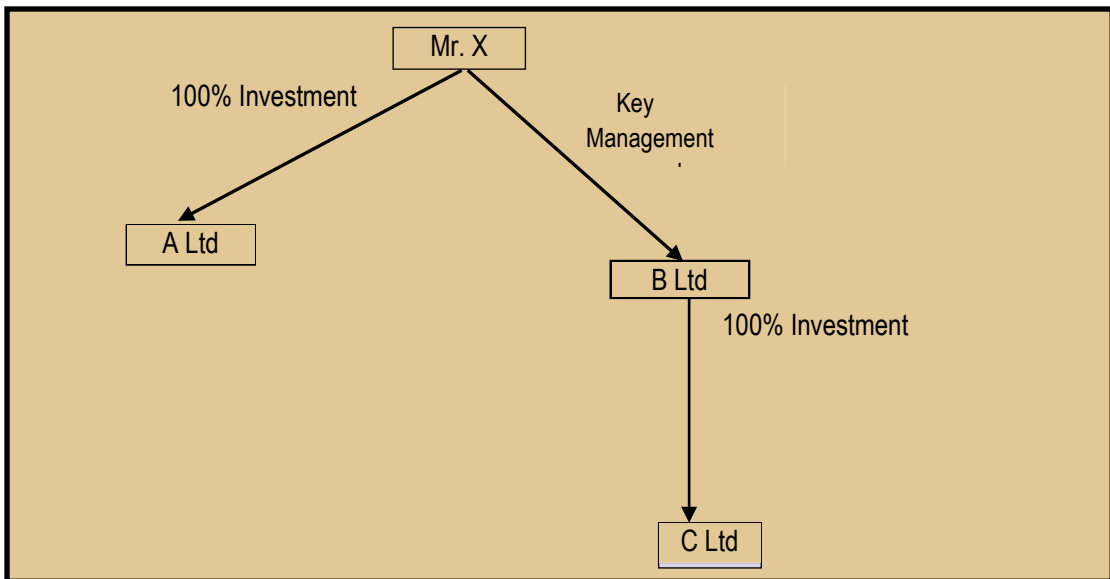 Mr. X
100% Investment
Key
Management
A Ltd
B Ltd
100% Investment
C Ltd